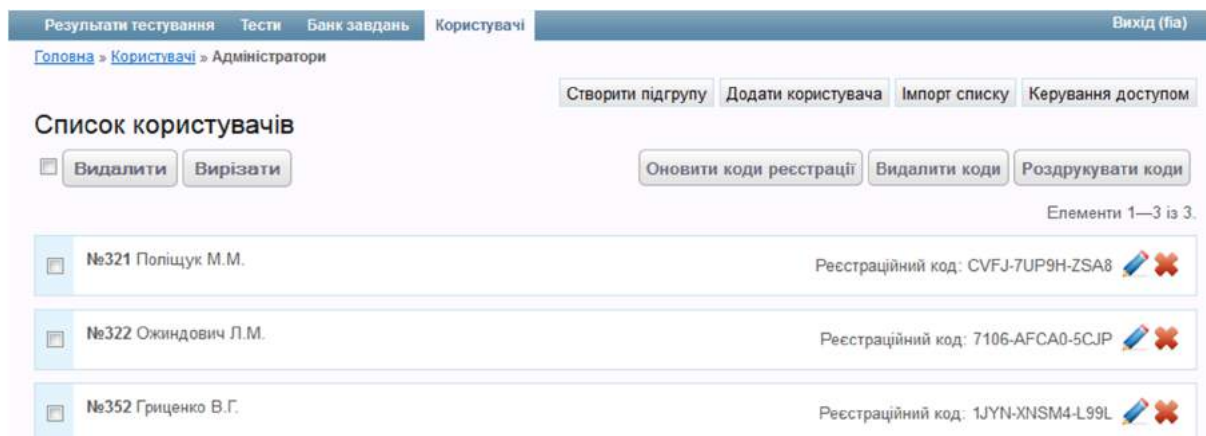 Результати тестування Тести Банк завдань Користувачі Вихід (fia)
Головна » Користувачі » Адміністратори
Створити підгрупу Додати користувача Імпорт списку Керування доступом
Список користувачів
Видалити Вирізати Оновити коди реєстрації Видалити коди Роздрукувати коди
Елементи 1—3 із 3.
№321 Поліщук М.М. Реєстраційний код: CVFJ-7UP9H-ZSA8
№322 Ожиндович Л.М. Реєстраційний код: 7106-AFCA0-5CJP
№352 Гриценко В.Г. Реєстраційний код: 1JYN-XNSM4-L99L